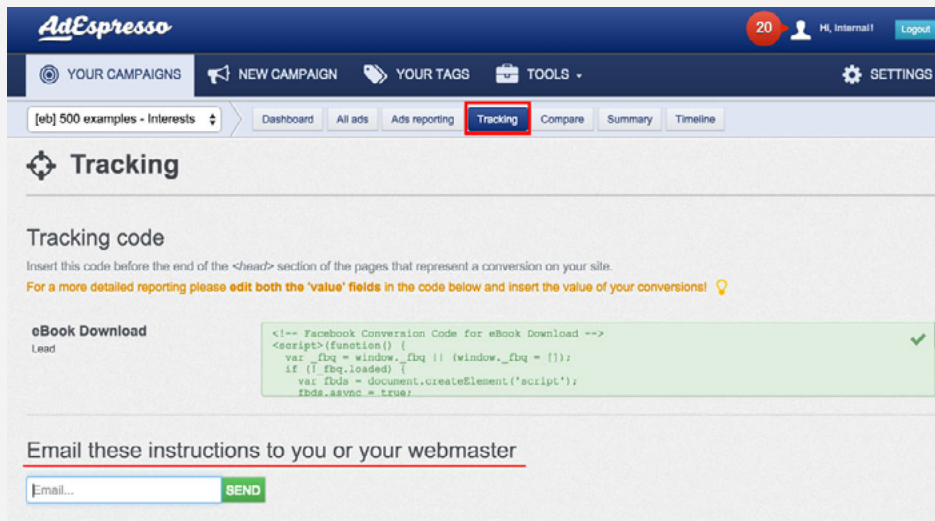 AdEspresso
20
Hi, Internal!
Logout
YOUR CAMPAIGNS
NEW CAMPAIGN
YOUR TAGS
TOOLS
SETTINGS
[eb] 500 examples - Interests
Dashboard
All ads
Ads reporting
Tracking
Compare
Summary
Timeline
Tracking
Tracking code
Insert this code before the end of the <head> section of the pages that represent a conversion on your site.
For a more detailed reporting please edit both the 'value' fields in the code below and insert the value of your conversions!
eBook Download
Lead
<!-- Facebook Conversion Code for eBook Download -->
<script>(function() {
var _fbq = window._fbq || (window._fbq = []);
if (!_fbq.loaded) {
var fbds = document.createElement('script');
fbds.async = true;
Email these instructions to you or your webmaster
Email...
SEND